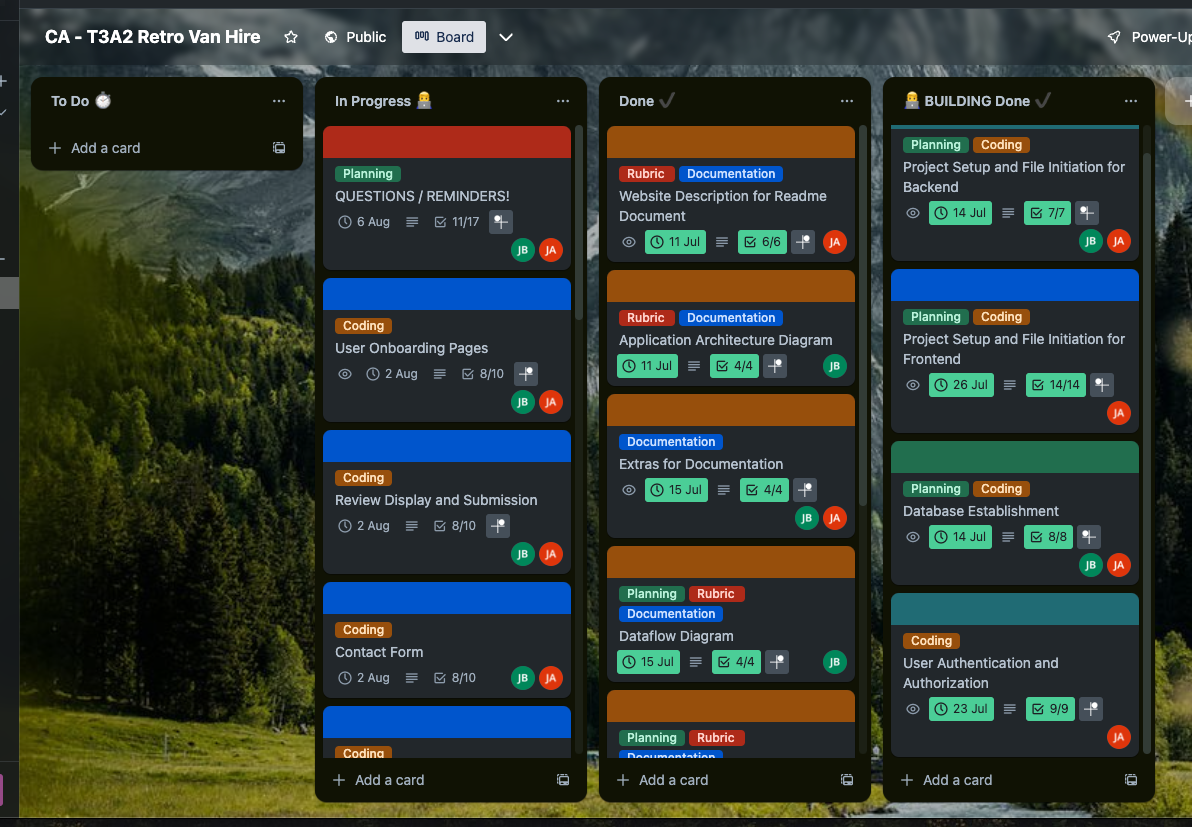 CA - T3A2 Retro Van Hire
Public
Board
Power-Up
To Do ⏱️
Add a card
In Progress 👩‍💻
Planning
QUESTIONS / REMINDERS!
6 Aug
11/17
JB
JA
Coding
User Onboarding Pages
2 Aug
8/10
JB
JA
Coding
Review Display and Submission
2 Aug
8/10
JB
JA
Coding
Contact Form
2 Aug
8/10
JB
JA
Coding
Add a card
Done ✔️
Rubric Documentation
Website Description for Readme
Document
11 Jul
6/6
JA
Rubric Documentation
Application Architecture Diagram
11 Jul
4/4
JB
Documentation
Extras for Documentation
15 Jul
4/4
JB
JA
Planning Rubric
Documentation
Dataflow Diagram
15 Jul
4/4
JB
Planning Rubric
Documentation
Add a card
👩‍💻 BUILDING Done ✔️
Planning Coding
Project Setup and File Initiation for
Backend
14 Jul
7/7
JB
JA
Planning Coding
Project Setup and File Initiation for
Frontend
26 Jul
14/14
JA
Planning Coding
Database Establishment
14 Jul
8/8
JB
JA
Coding
User Authentication and
Authorization
23 Jul
9/9
JA
Add a card